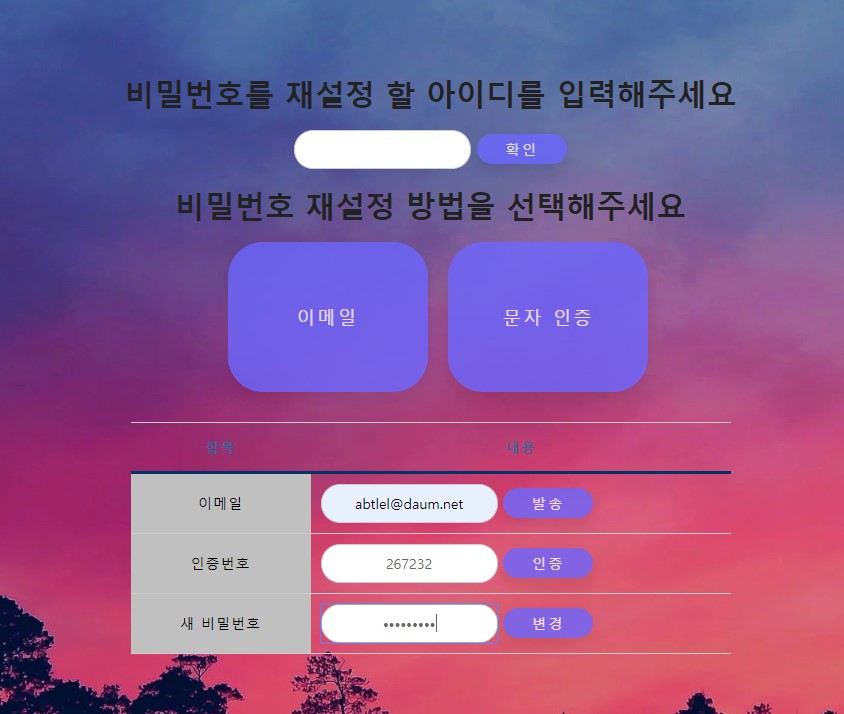 비밀번호를 재설정 할 아이디를 입력해주세요
확인
비밀번호 재설정 방법을 선택해주세요
이메일 문자 인증
항목 내용
이메일 abtlel@daum.net 발송
인증번호 267232 인증
새 비밀번호 ••••••••• 변경